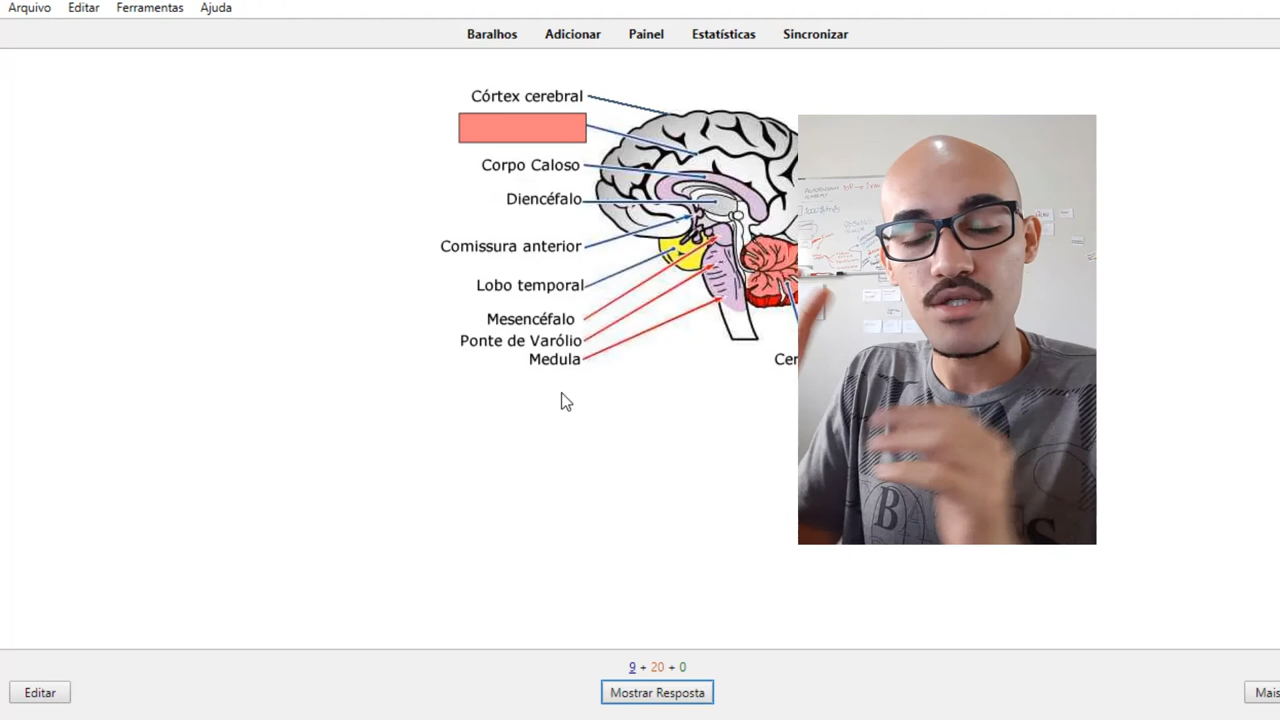 Arquivo Editar Ferramentas Ajuda
Baralhos Adicionar Painel Estatísticas Sincronizar
Córtex cerebral
Corpo Caloso
Diencéfalo
Comissura anterior
Lobo temporal
Mesencéfalo
Ponte de Varólio
Medula
Cer
B
9 + 20 + 0
Editar
Mostrar Resposta
Mais